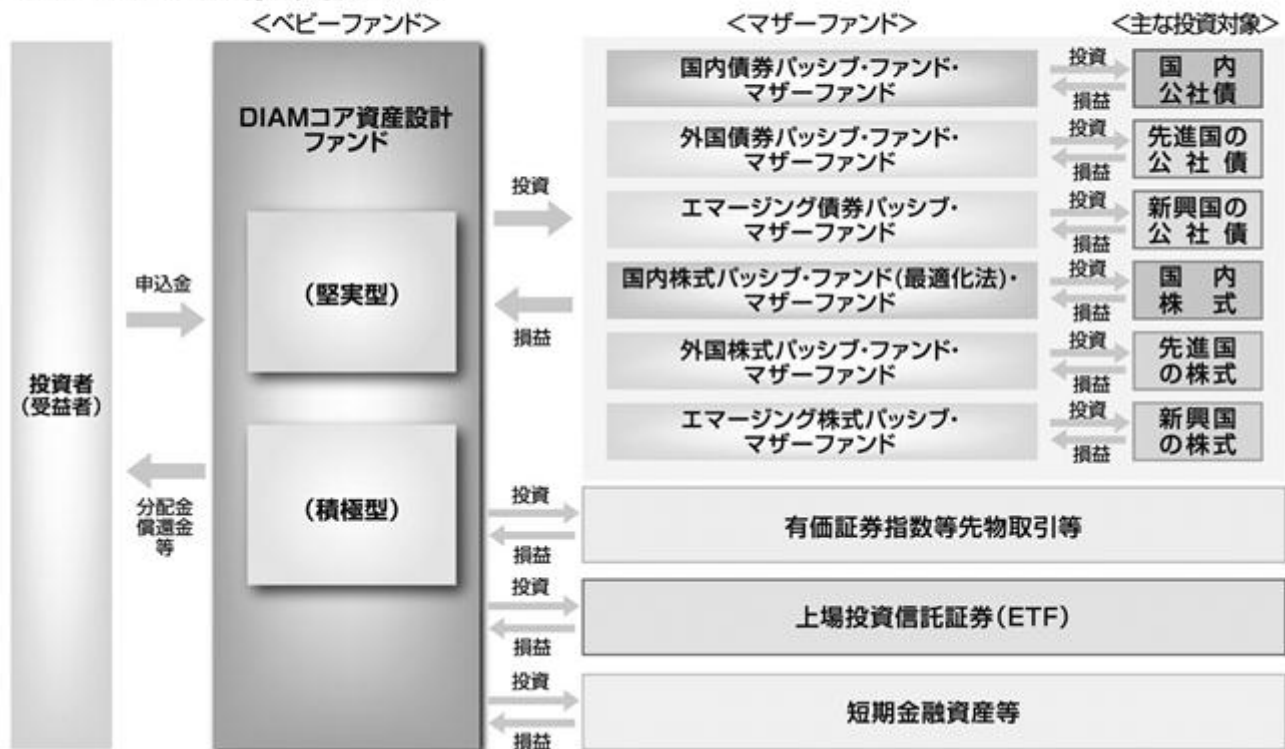 <ベビーファンド>
<マザーファンド>
<主な投資対象>
投資者
(受益者)
申込金
分配金
償還金
等
DIAMコア資産設計
ファンド
(堅実型)
(積極型)
投資
損益
国内債券パッシブ・ファンド・
マザーファンド
投資
損益
国内
公社債
外国債券パッシブ・ファンド・
マザーファンド
投資
損益
先進国の
公社債
エマージング債券パッシブ・
マザーファンド
投資
損益
新興国の
公社債
国内株式パッシブ・ファンド(最適化法)・
マザーファンド
投資
損益
国内
株式
外国株式パッシブ・ファンド・
マザーファンド
投資
損益
先進国
の株式
エマージング株式パッシブ・
マザーファンド
投資
損益
新興国
の株式
投資
損益
有価証券指数等先物取引等
投資
損益
上場投資信託証券(ETF)
投資
損益
短期金融資産等